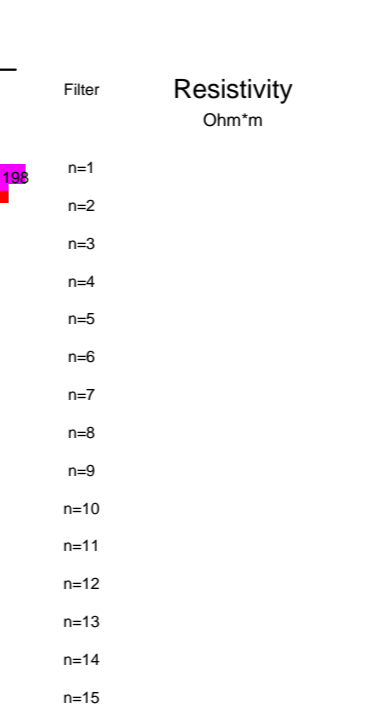 Filter
Resistivity
Ohm*m
198
n=1
n=2
n=3
n=4
n=5
n=6
n=7
n=8
n=9
n=10
n=11
n=12
n=13
n=14
n=15